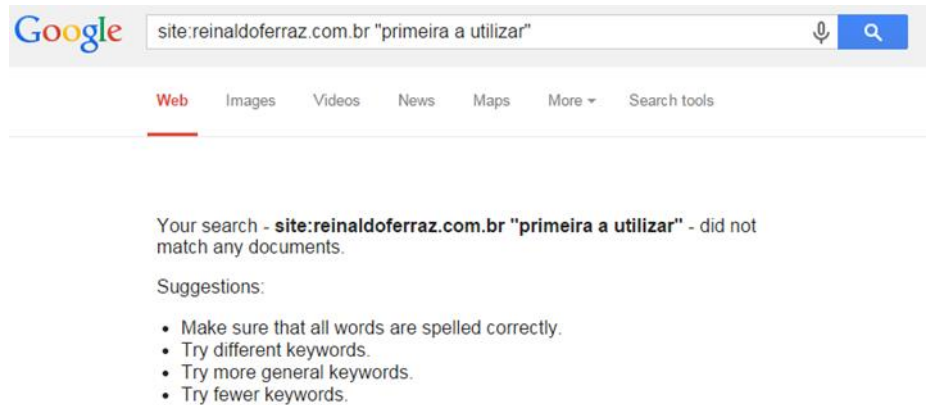 Google site:reinaldoferraz.com.br "primeira a utilizar"
Web Images Videos News Maps More Search tools
Your search - site:reinaldoferraz.com.br "primeira a utilizar" - did not
match any documents.
Suggestions:
• Make sure that all words are spelled correctly.
• Try different keywords.
• Try more general keywords.
• Try fewer keywords.